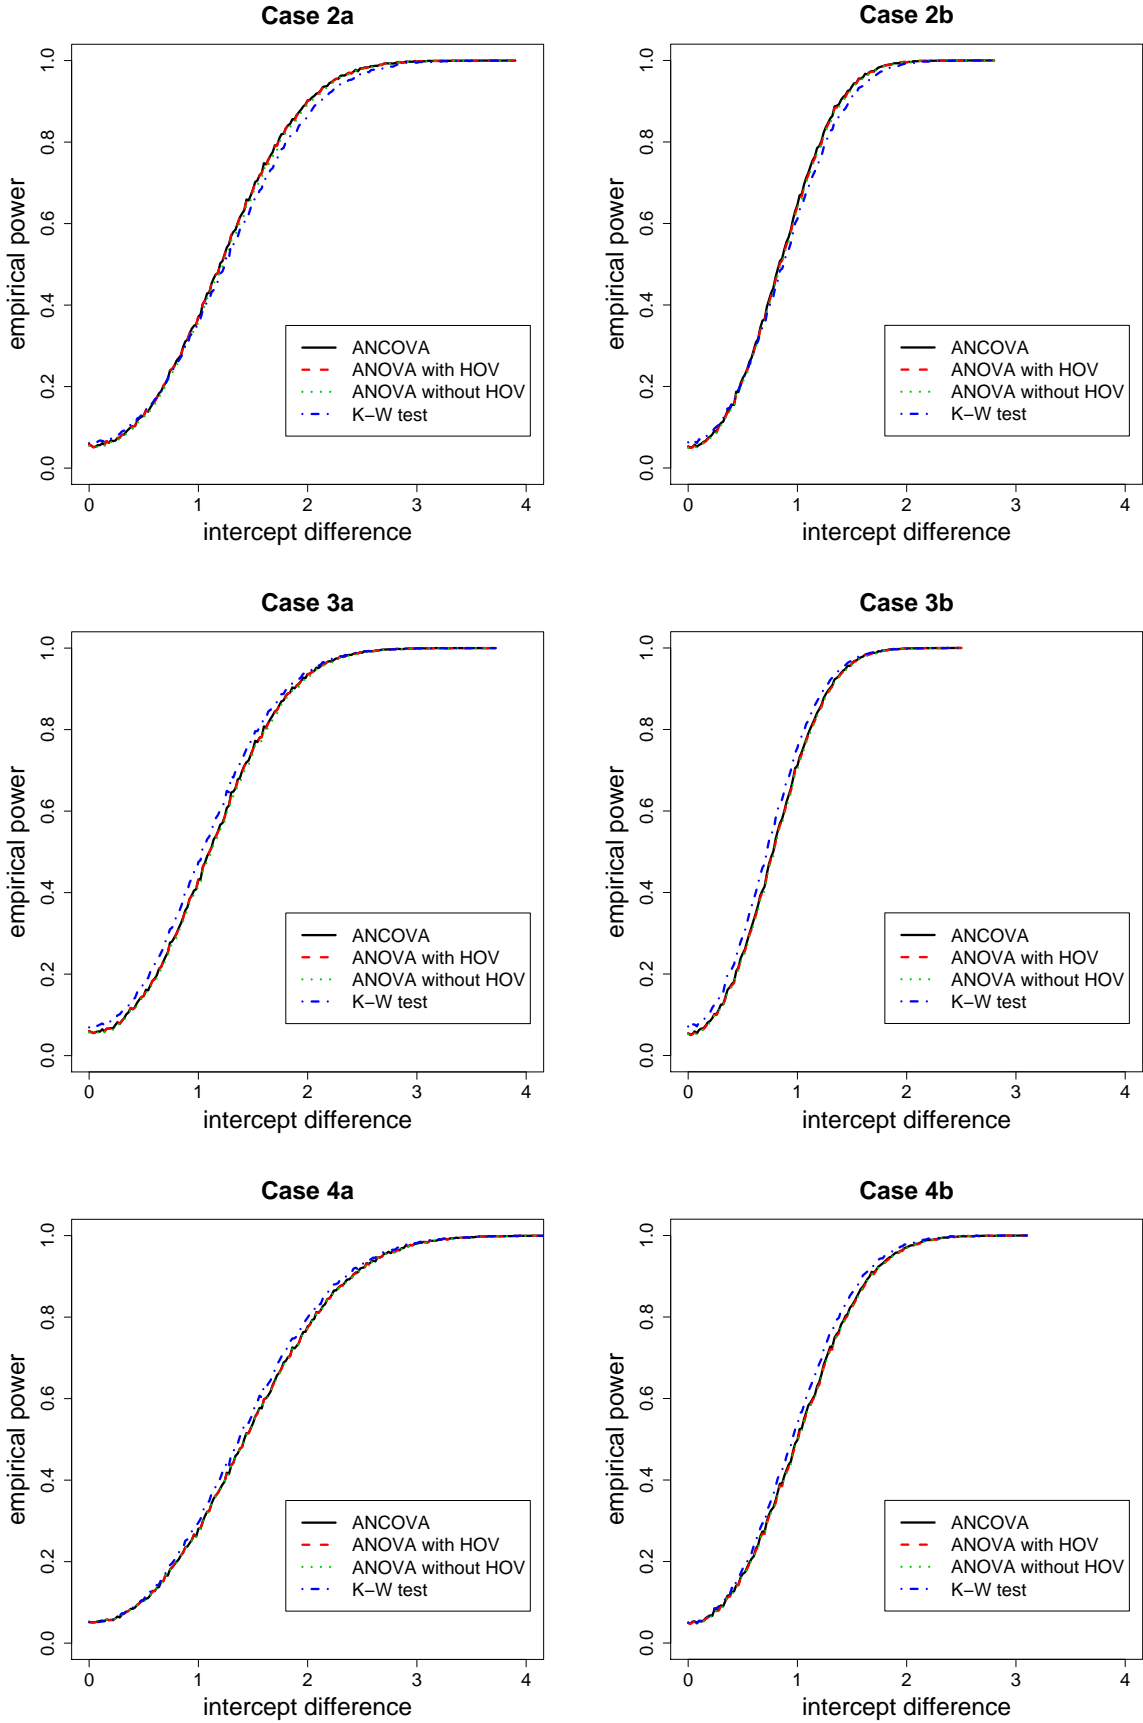 Case 2a
empirical power
0.0 0.2 0.4 0.6 0.8 1.0
ANCOVA
ANOVA with HOV
ANOVA without HOV
K−W test
0 1 2 3 4
intercept difference
Case 2b
empirical power
0.0 0.2 0.4 0.6 0.8 1.0
ANCOVA
ANOVA with HOV
ANOVA without HOV
K−W test
0 1 2 3 4
intercept difference
Case 3a
empirical power
0.0 0.2 0.4 0.6 0.8 1.0
ANCOVA
ANOVA with HOV
ANOVA without HOV
K−W test
0 1 2 3 4
intercept difference
Case 3b
empirical power
0.0 0.2 0.4 0.6 0.8 1.0
ANCOVA
ANOVA with HOV
ANOVA without HOV
K−W test
0 1 2 3 4
intercept difference
Case 4a
empirical power
0.0 0.2 0.4 0.6 0.8 1.0
ANCOVA
ANOVA with HOV
ANOVA without HOV
K−W test
0 1 2 3 4
intercept difference
Case 4b
empirical power
0.0 0.2 0.4 0.6 0.8 1.0
ANCOVA
ANOVA with HOV
ANOVA without HOV
K−W test
0 1 2 3 4
intercept difference